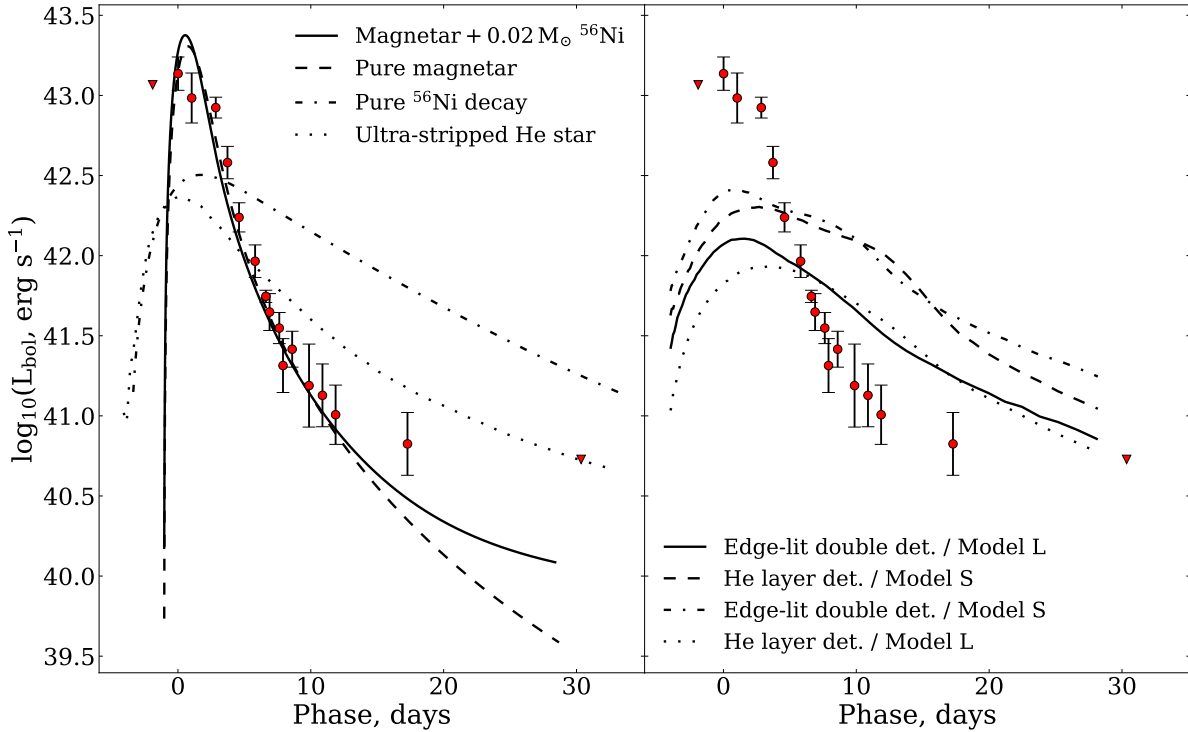 43.5
43.0
42.5
42.0
41.5
41.0
40.5
40.0
39.5
log₁₀(L_bol, erg s⁻¹)
Magnetar + 0.02 M_⊙ ⁵⁶Ni
Pure magnetar
Pure ⁵⁶Ni decay
Ultra-stripped He star
0 10 20 30
Phase, days
Edge-lit double det. / Model L
He layer det. / Model S
Edge-lit double det. / Model S
He layer det. / Model L
0 10 20 30
Phase, days